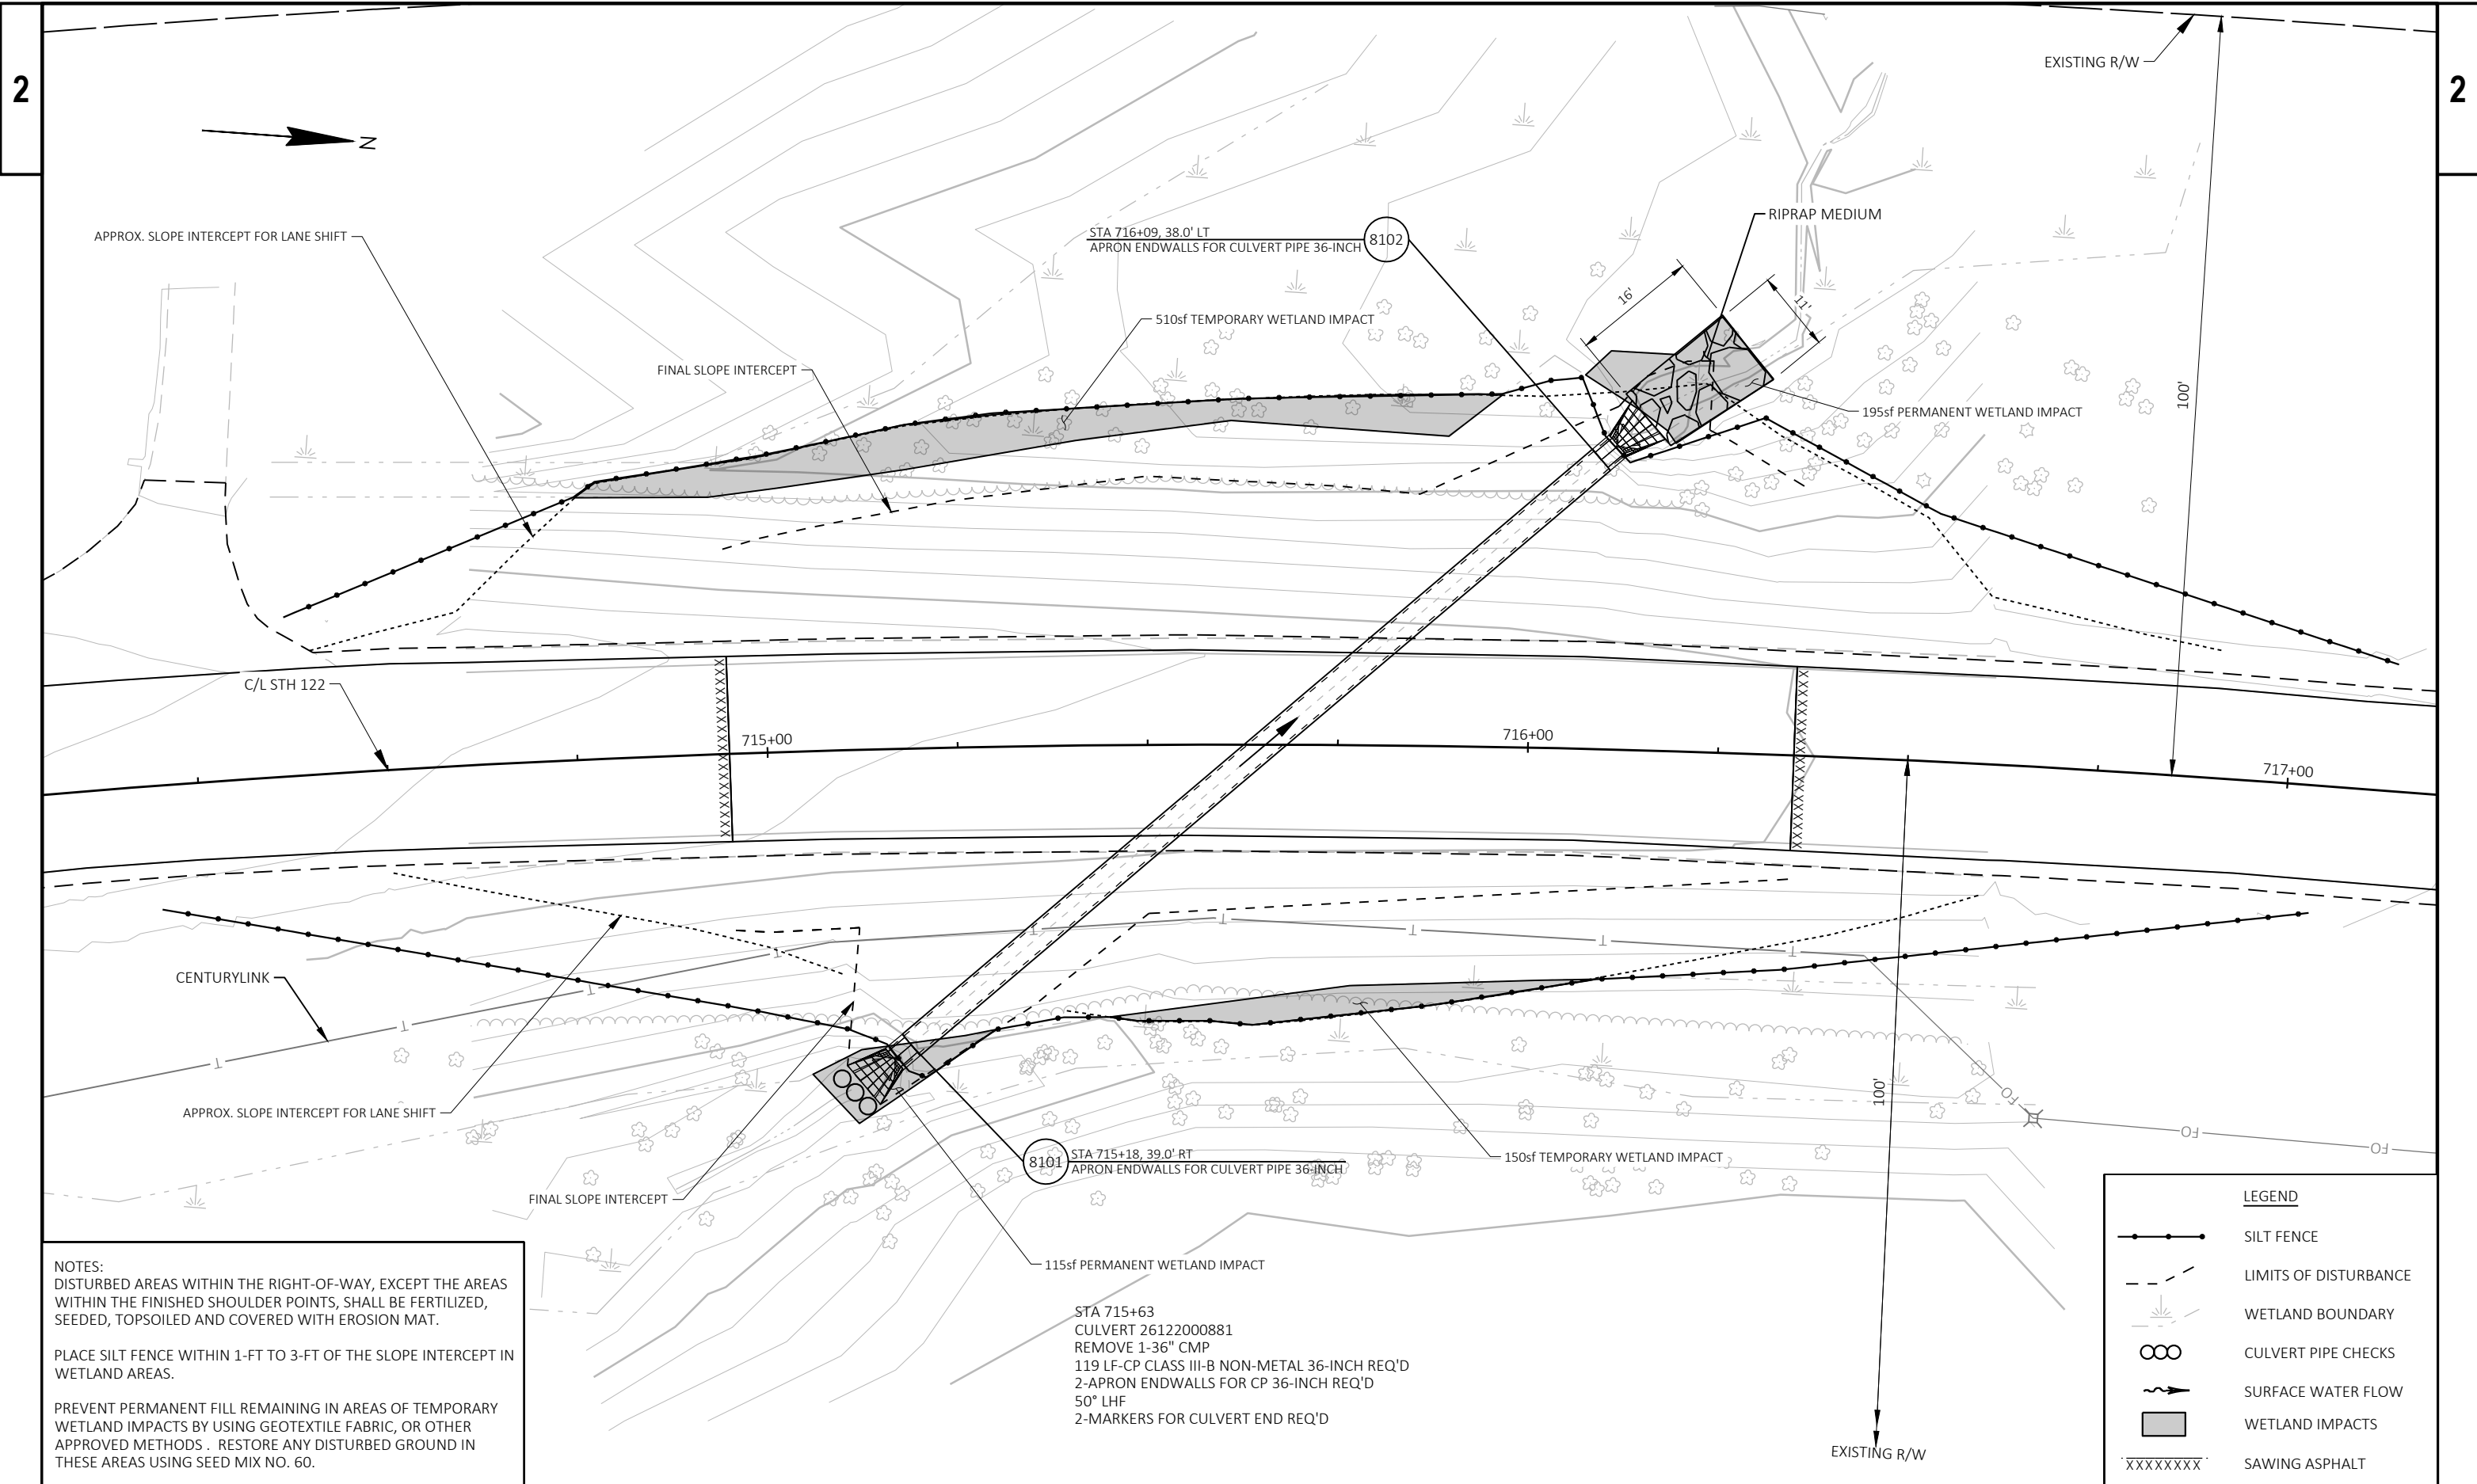 2
2
EXISTING R/W
N
APPROX. SLOPE INTERCEPT FOR LANE SHIFT
STA 716+09, 38.0' LT
APRON ENDWALLS FOR CULVERT PIPE 36-INCH
8102
RIPRAP MEDIUM
16'
11'
510sf TEMPORARY WETLAND IMPACT
FINAL SLOPE INTERCEPT
195sf PERMANENT WETLAND IMPACT
100'
C/L STH 122
XXXXXXXXXXXXXXXXXX
XXXXXXXXXXXXXXXXXX
715+00
716+00
717+00
T
T
T
T
T
T
T
T
CENTURYLINK
APPROX. SLOPE INTERCEPT FOR LANE SHIFT
FO
FO
FO
100'
8101
STA 715+18, 39.0' RT
APRON ENDWALLS FOR CULVERT PIPE 36-INCH
150sf TEMPORARY WETLAND IMPACT
FINAL SLOPE INTERCEPT
115sf PERMANENT WETLAND IMPACT
STA 715+63
CULVERT 26122000881
REMOVE 1-36" CMP
119 LF-CP CLASS III-B NON-METAL 36-INCH REQ'D
2-APRON ENDWALLS FOR CP 36-INCH REQ'D
50° LHF
2-MARKERS FOR CULVERT END REQ'D
EXISTING R/W
NOTES:
DISTURBED AREAS WITHIN THE RIGHT-OF-WAY, EXCEPT THE AREAS
WITHIN THE FINISHED SHOULDER POINTS, SHALL BE FERTILIZED,
SEEDED, TOPSOILED AND COVERED WITH EROSION MAT.
PLACE SILT FENCE WITHIN 1-FT TO 3-FT OF THE SLOPE INTERCEPT IN
WETLAND AREAS.
PREVENT PERMANENT FILL REMAINING IN AREAS OF TEMPORARY
WETLAND IMPACTS BY USING GEOTEXTILE FABRIC, OR OTHER
APPROVED METHODS . RESTORE ANY DISTURBED GROUND IN
THESE AREAS USING SEED MIX NO. 60.
LEGEND
SILT FENCE
LIMITS OF DISTURBANCE
WETLAND BOUNDARY
CULVERT PIPE CHECKS
SURFACE WATER FLOW
WETLAND IMPACTS
XXXXXXXX SAWING ASPHALT